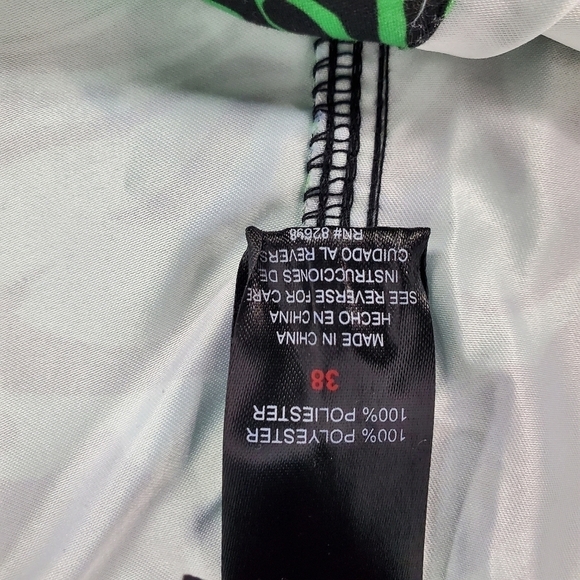 100% POLYESTER
100% POLIESTER
38
MADE IN CHINA
HECHO EN CHINA
SEE REVERSE FOR CARE
INSTRUCCIONES DE
CUIDADO AL REVERS
RN# 82698